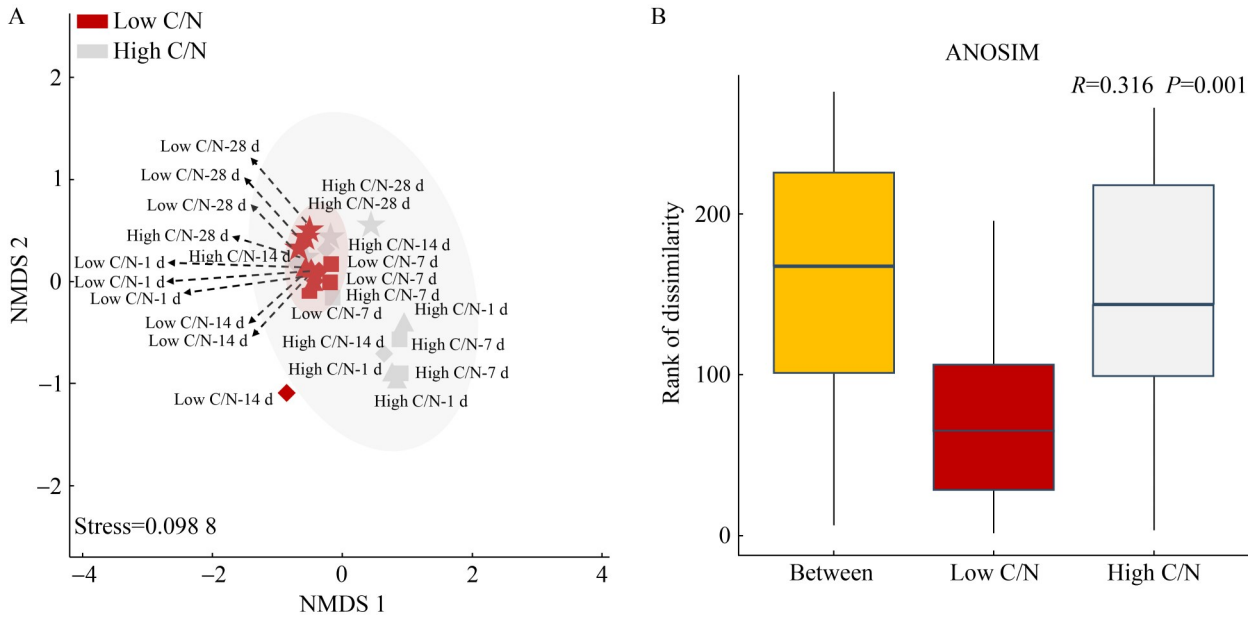 A
Low C/N
High C/N
NMDS 2
2
1
0
−1
−2
Low C/N-28 d
Low C/N-28 d
High C/N-28 d
High C/N-28 d
Low C/N-28 d
High C/N-28 d
High C/N-14 d
High C/N-14 d
Low C/N-1 d
Low C/N-7 d
Low C/N-1 d
Low C/N-7 d
Low C/N-1 d
High C/N-7 d
Low C/N-7 d
High C/N-1 d
Low C/N-14 d
Low C/N-14 d
High C/N-14 d
High C/N-7 d
High C/N-1 d
High C/N-7 d
Low C/N-14 d
High C/N-1 d
Stress=0.098 8
−4
−2
0
2
4
NMDS 1
B
ANOSIM
R=0.316 P=0.001
Rank of dissimilarity
200
100
0
Between
Low C/N
High C/N